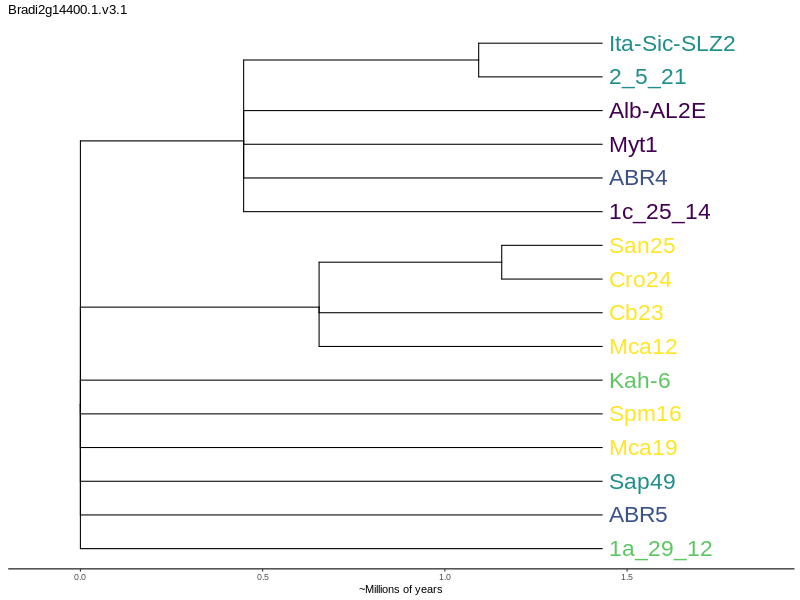 Bradi2g14400.1.v3.1
Ita-Sic-SLZ2
2_5_21
Alb-AL2E
Myt1
ABR4
1c_25_14
San25
Cro24
Cb23
Mca12
Kah-6
Spm16
Mca19
Sap49
ABR5
1a_29_12
0.0 0.5 1.0 1.5
~Millions of years